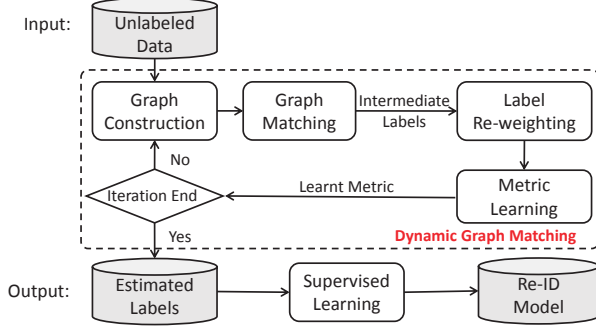 Input:
Unlabeled
Data
Graph
Construction
Graph
Matching
Intermediate
Labels
Label
Re-weighting
No
Iteration End
Learnt Metric
Metric
Learning
Yes
Dynamic Graph Matching
Output:
Estimated
Labels
Supervised
Learning
Re-ID
Model